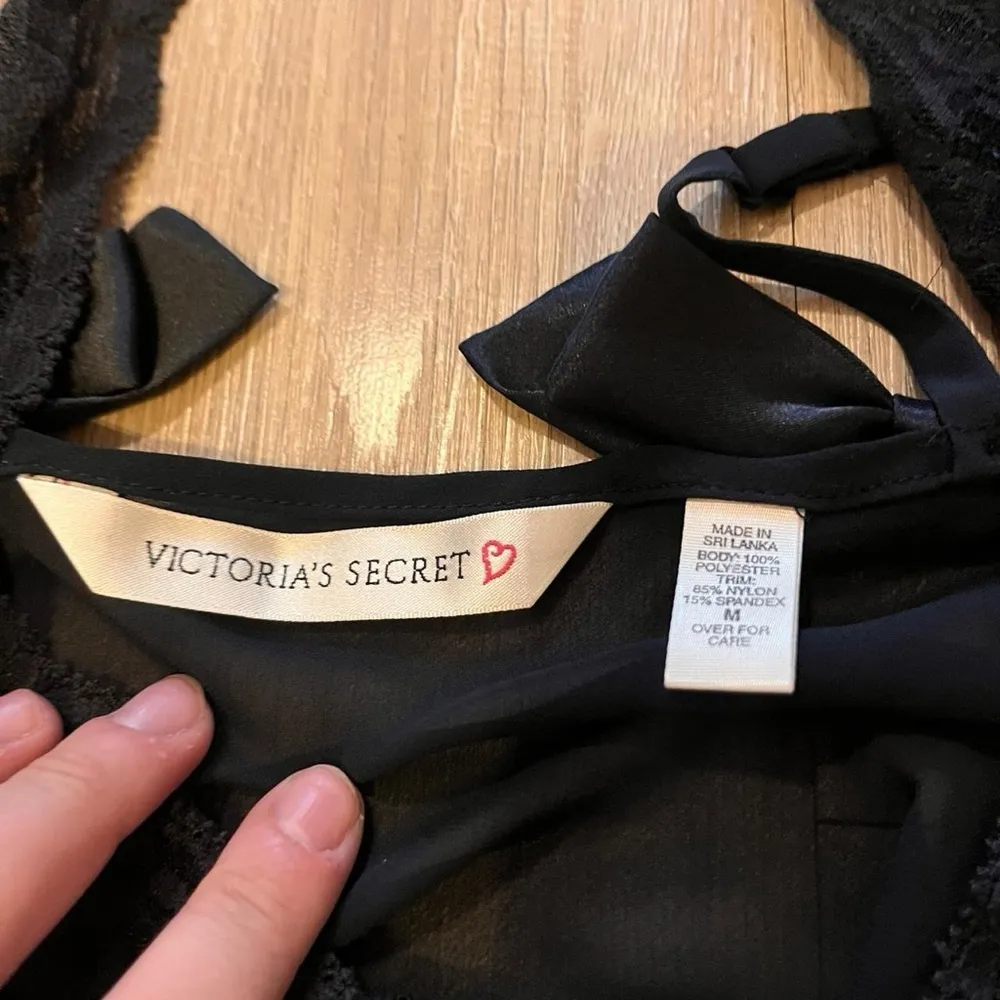 VICTORIA'S SECRET
MADE IN
SRI LANKA
BODY: 100%
POLYESTER
TRIM:
85% NYLON
15% SPANDEX
M
OVER FOR
CARE